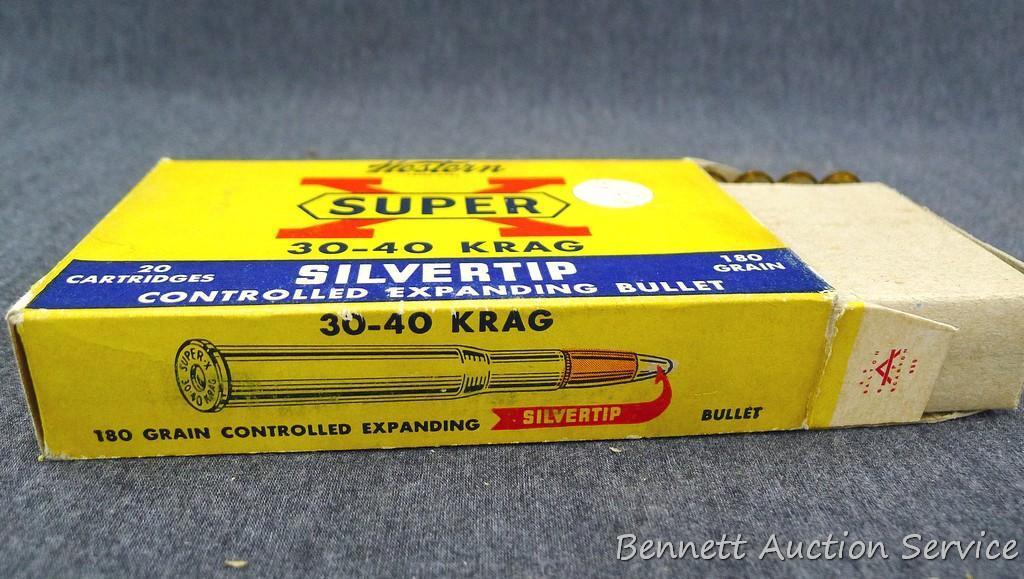 Western
SUPER X
30-40 KRAG
20 CARTRIDGES
SILVERTIP
180 GRAIN
CONTROLLED EXPANDING BULLET
30-40 KRAG
SUPER-X
30-40 KRAG
180 GRAIN CONTROLLED EXPANDING
SILVERTIP
BULLET
Bennett Auction Service